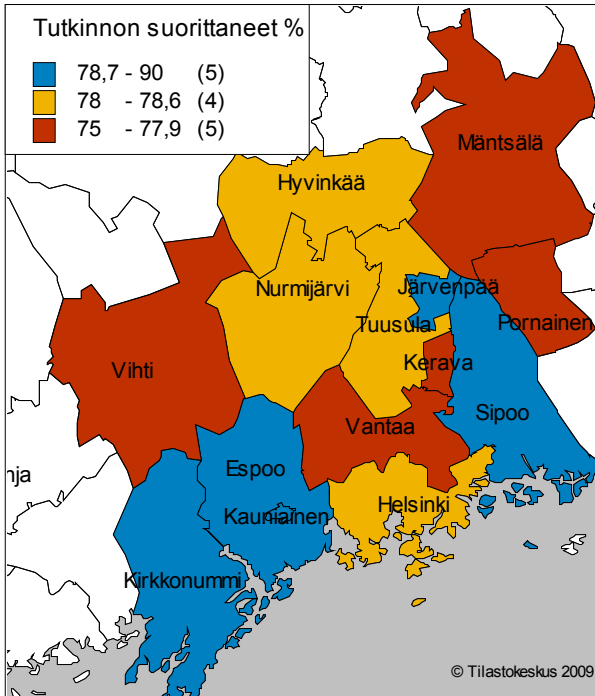 Tutkinnon suorittaneet %
78,7 - 90 (5)
78 - 78,6 (4)
75 - 77,9 (5)
Mäntsälä
Hyvinkää
Nurmijärvi
Järvenpää
Tuusula
Pornainen
Vihti
Kerava
Sipoo
Vantaa
Espoo
nja
Helsinki
Kauniainen
Kirkkonummi
© Tilastokeskus 2009